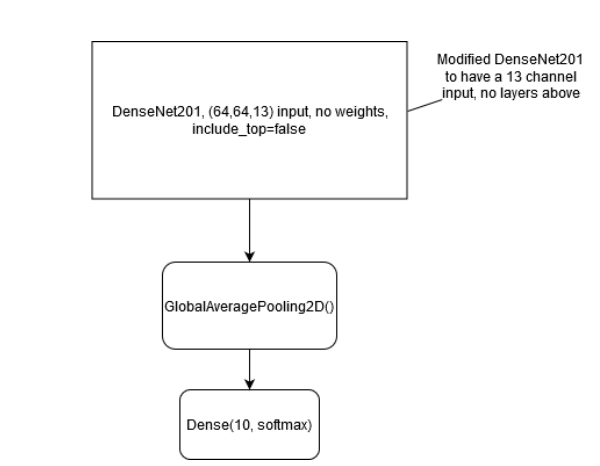 Modified DenseNet201
to have a 13 channel
input, no layers above
DenseNet201, (64,64,13) input, no weights,
include_top=false
GlobalAveragePooling2D()
Dense(10, softmax)